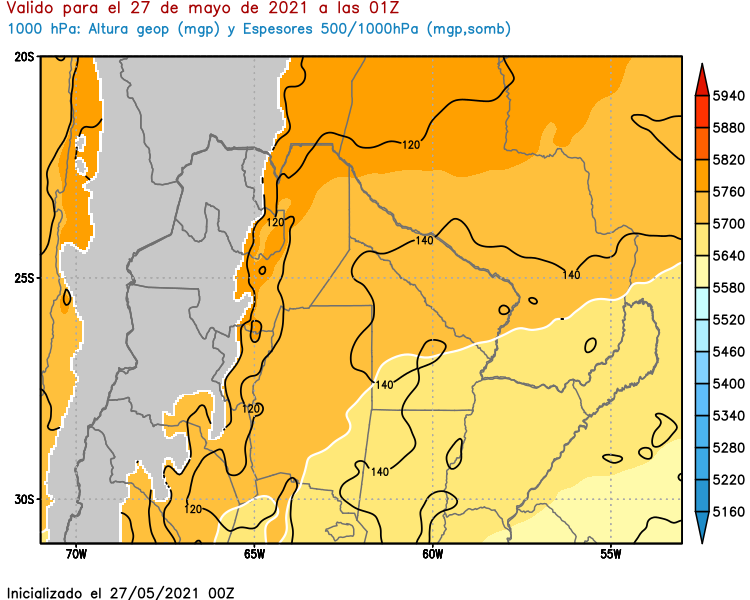 Valido para el 27 de mayo de 2021 a las 01Z
1000 hPa: Altura geop (mgp) y Espesores 500/1000hPa (mgp,somb)
20S
25S
30S
70W
65W
60W
55W
120
120
140
140
140
120
140
120
5940
5880
5820
5760
5700
5640
5580
5520
5460
5400
5340
5280
5220
5160
Inicializado el 27/05/2021 00Z